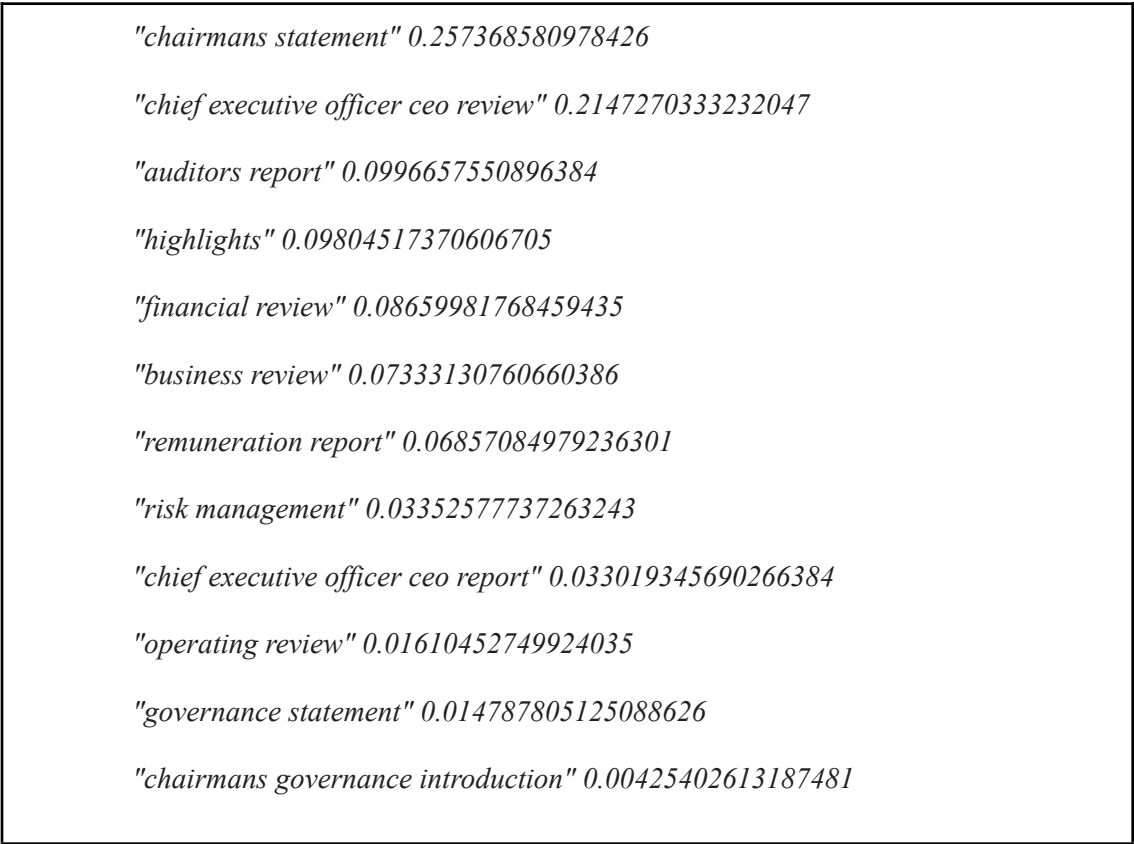 "chairmans statement" 0.257368580978426
"chief executive officer ceo review" 0.2147270333232047
"auditors report" 0.0996657550896384
"highlights" 0.09804517370606705
"financial review" 0.08659981768459435
"business review" 0.07333130760660386
"remuneration report" 0.06857084979236301
"risk management" 0.03352577737263243
"chief executive officer ceo report" 0.033019345690266384
"operating review" 0.01610452749924035
"governance statement" 0.014787805125088626
"chairmans governance introduction" 0.00425402613187481